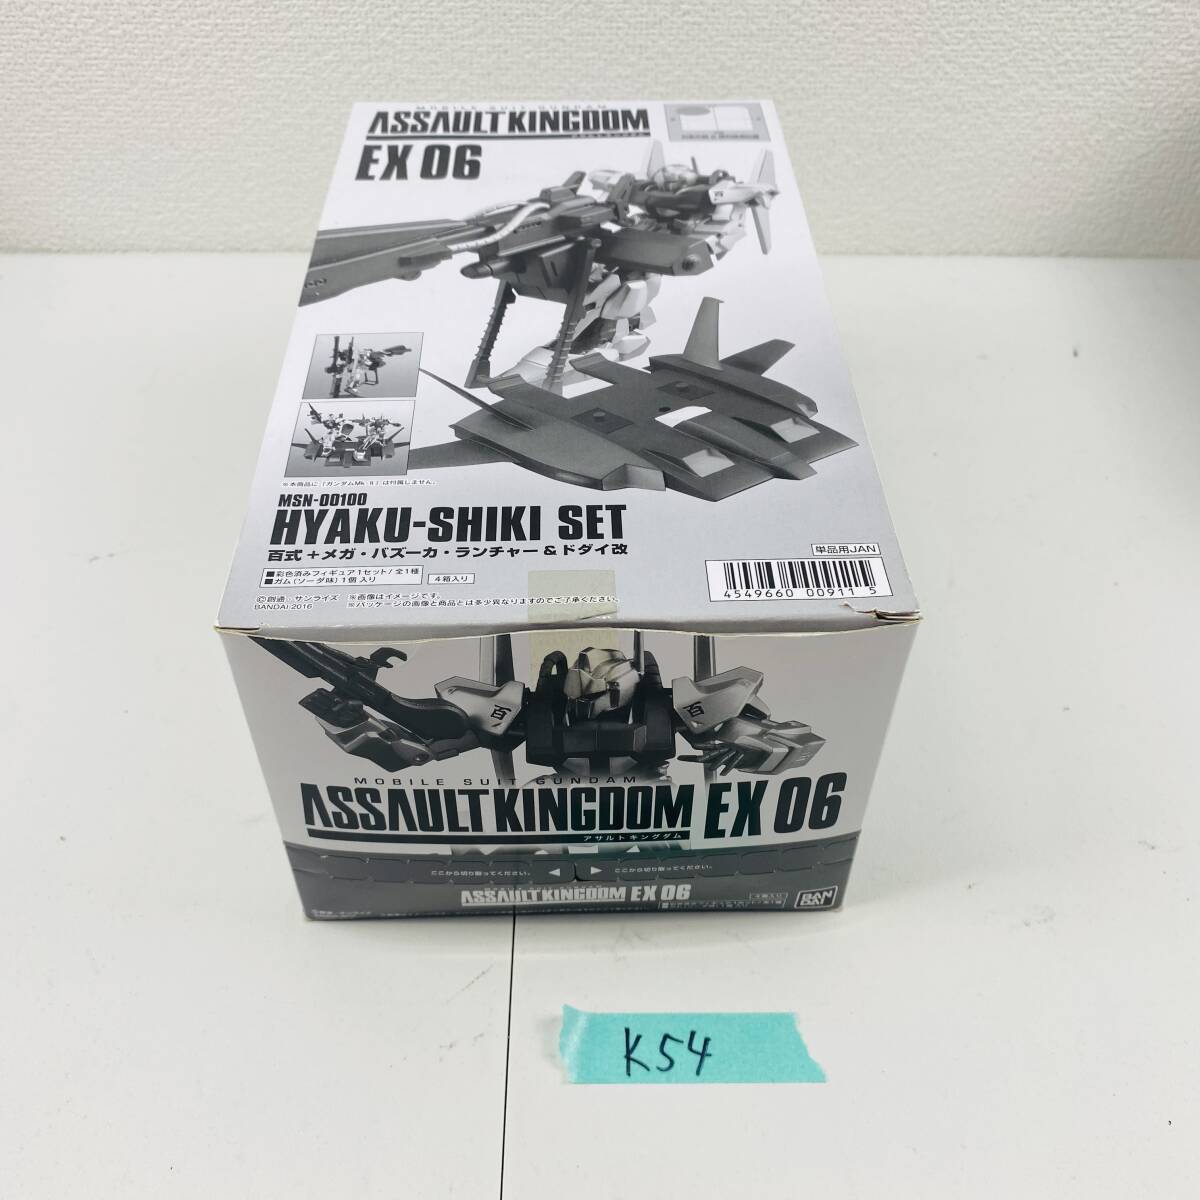 MOBILE SUIT GUNDAM
ASSAULT KINGDOM
EX 06
百
※本商品に「ガンダムMk-Ⅱ」は付属しません。
MSN-00100
HYAKU-SHIKI SET
百式+メガ・バズーカ・ランチャー&ドダイ改
■彩色済みフィギュア1セット/全1種
■ガム(ソーダ味)1個入り
4箱入り
©創通・サンライズ ※画像はイメージです。
BANDAI・2016 ※パッケージの画像と商品とは多少異なりますのでご了承ください。
単品用JAN
4549660 00911 5
百
MOBILE SUIT GUNDAM
ASSAULT KINGDOM EX 06
アサルトキングダム
ここから切り取ってください。 ◀ ▶ ここから切り取ってください。
ASSAULT KINGDOM EX 06
4箱入り
BANDAI
K54